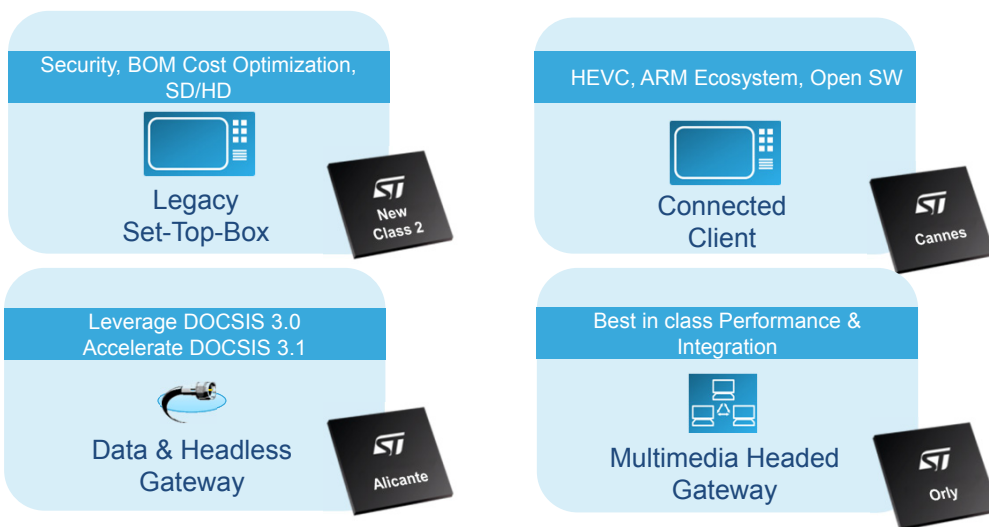 Security, BOM Cost Optimization,
SD/HD
Legacy
Set-Top-Box
ST
New
Class 2
HEVC, ARM Ecosystem, Open SW
Connected
Client
ST
Cannes
Leverage DOCSIS 3.0
Accelerate DOCSIS 3.1
Data & Headless
Gateway
ST
Alicante
Best in class Performance &
Integration
Multimedia Headed
Gateway
ST
Orly